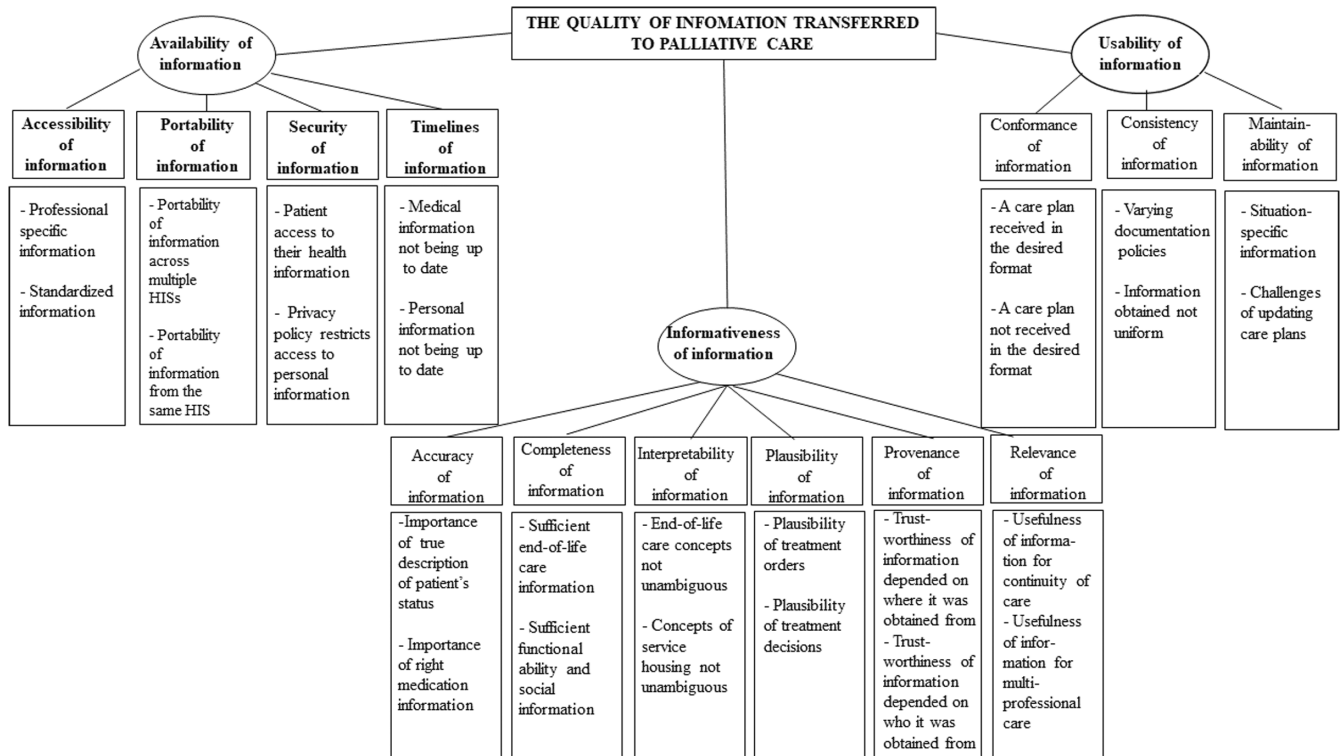 THE QUALITY OF INFOMATION TRANSFERRED
TO PALLIATIVE CARE
Availability of
information
Accessibility
of
information
- Professional
specific
information
- Standardized
information
Portability
of
information
- Portability
of
information
across
multiple
HISs
- Portability
of
information
from the
same HIS
Security
of
information
- Patient
access to
their health
information
- Privacy
policy restricts
access to
personal
information
Timelines
of
information
- Medical
information
not being up
to date
- Personal
information
not being up
to date
Usability of
information
Conformance
of
information
- A care plan
received in
the desired
format
- A care plan
not received
in the desired
format
Consistency
of
information
- Varying
documentation
policies
- Information
obtained not
uniform
Maintain-
ability of
information
- Situation-
specific
information
- Challenges
of updating
care plans
Informativeness
of information
Accuracy
of
information
-Importance
of true
description
of patient's
status
- Importance
of right
medication
information
Completeness
of
information
- Sufficient
end-of-life
care
information
- Sufficient
functional
ability and
social
information
Interpretability
of
information
- End-of-life
care concepts
not
unambiguous
- Concepts of
service
housing not
unambiguous
Plausibility
of
information
- Plausibility
of treatment
orders
- Plausibility
of treatment
decisions
Provenance
of
information
- Trust-
worthiness of
information
depended on
where it was
obtained from
- Trust-
worthiness of
information
depended on
who it was
obtained from
Relevance
of
information
- Usefulness
of informa-
tion for
continuity of
care
- Usefulness
of infor-
mation for
multi-
professional
care